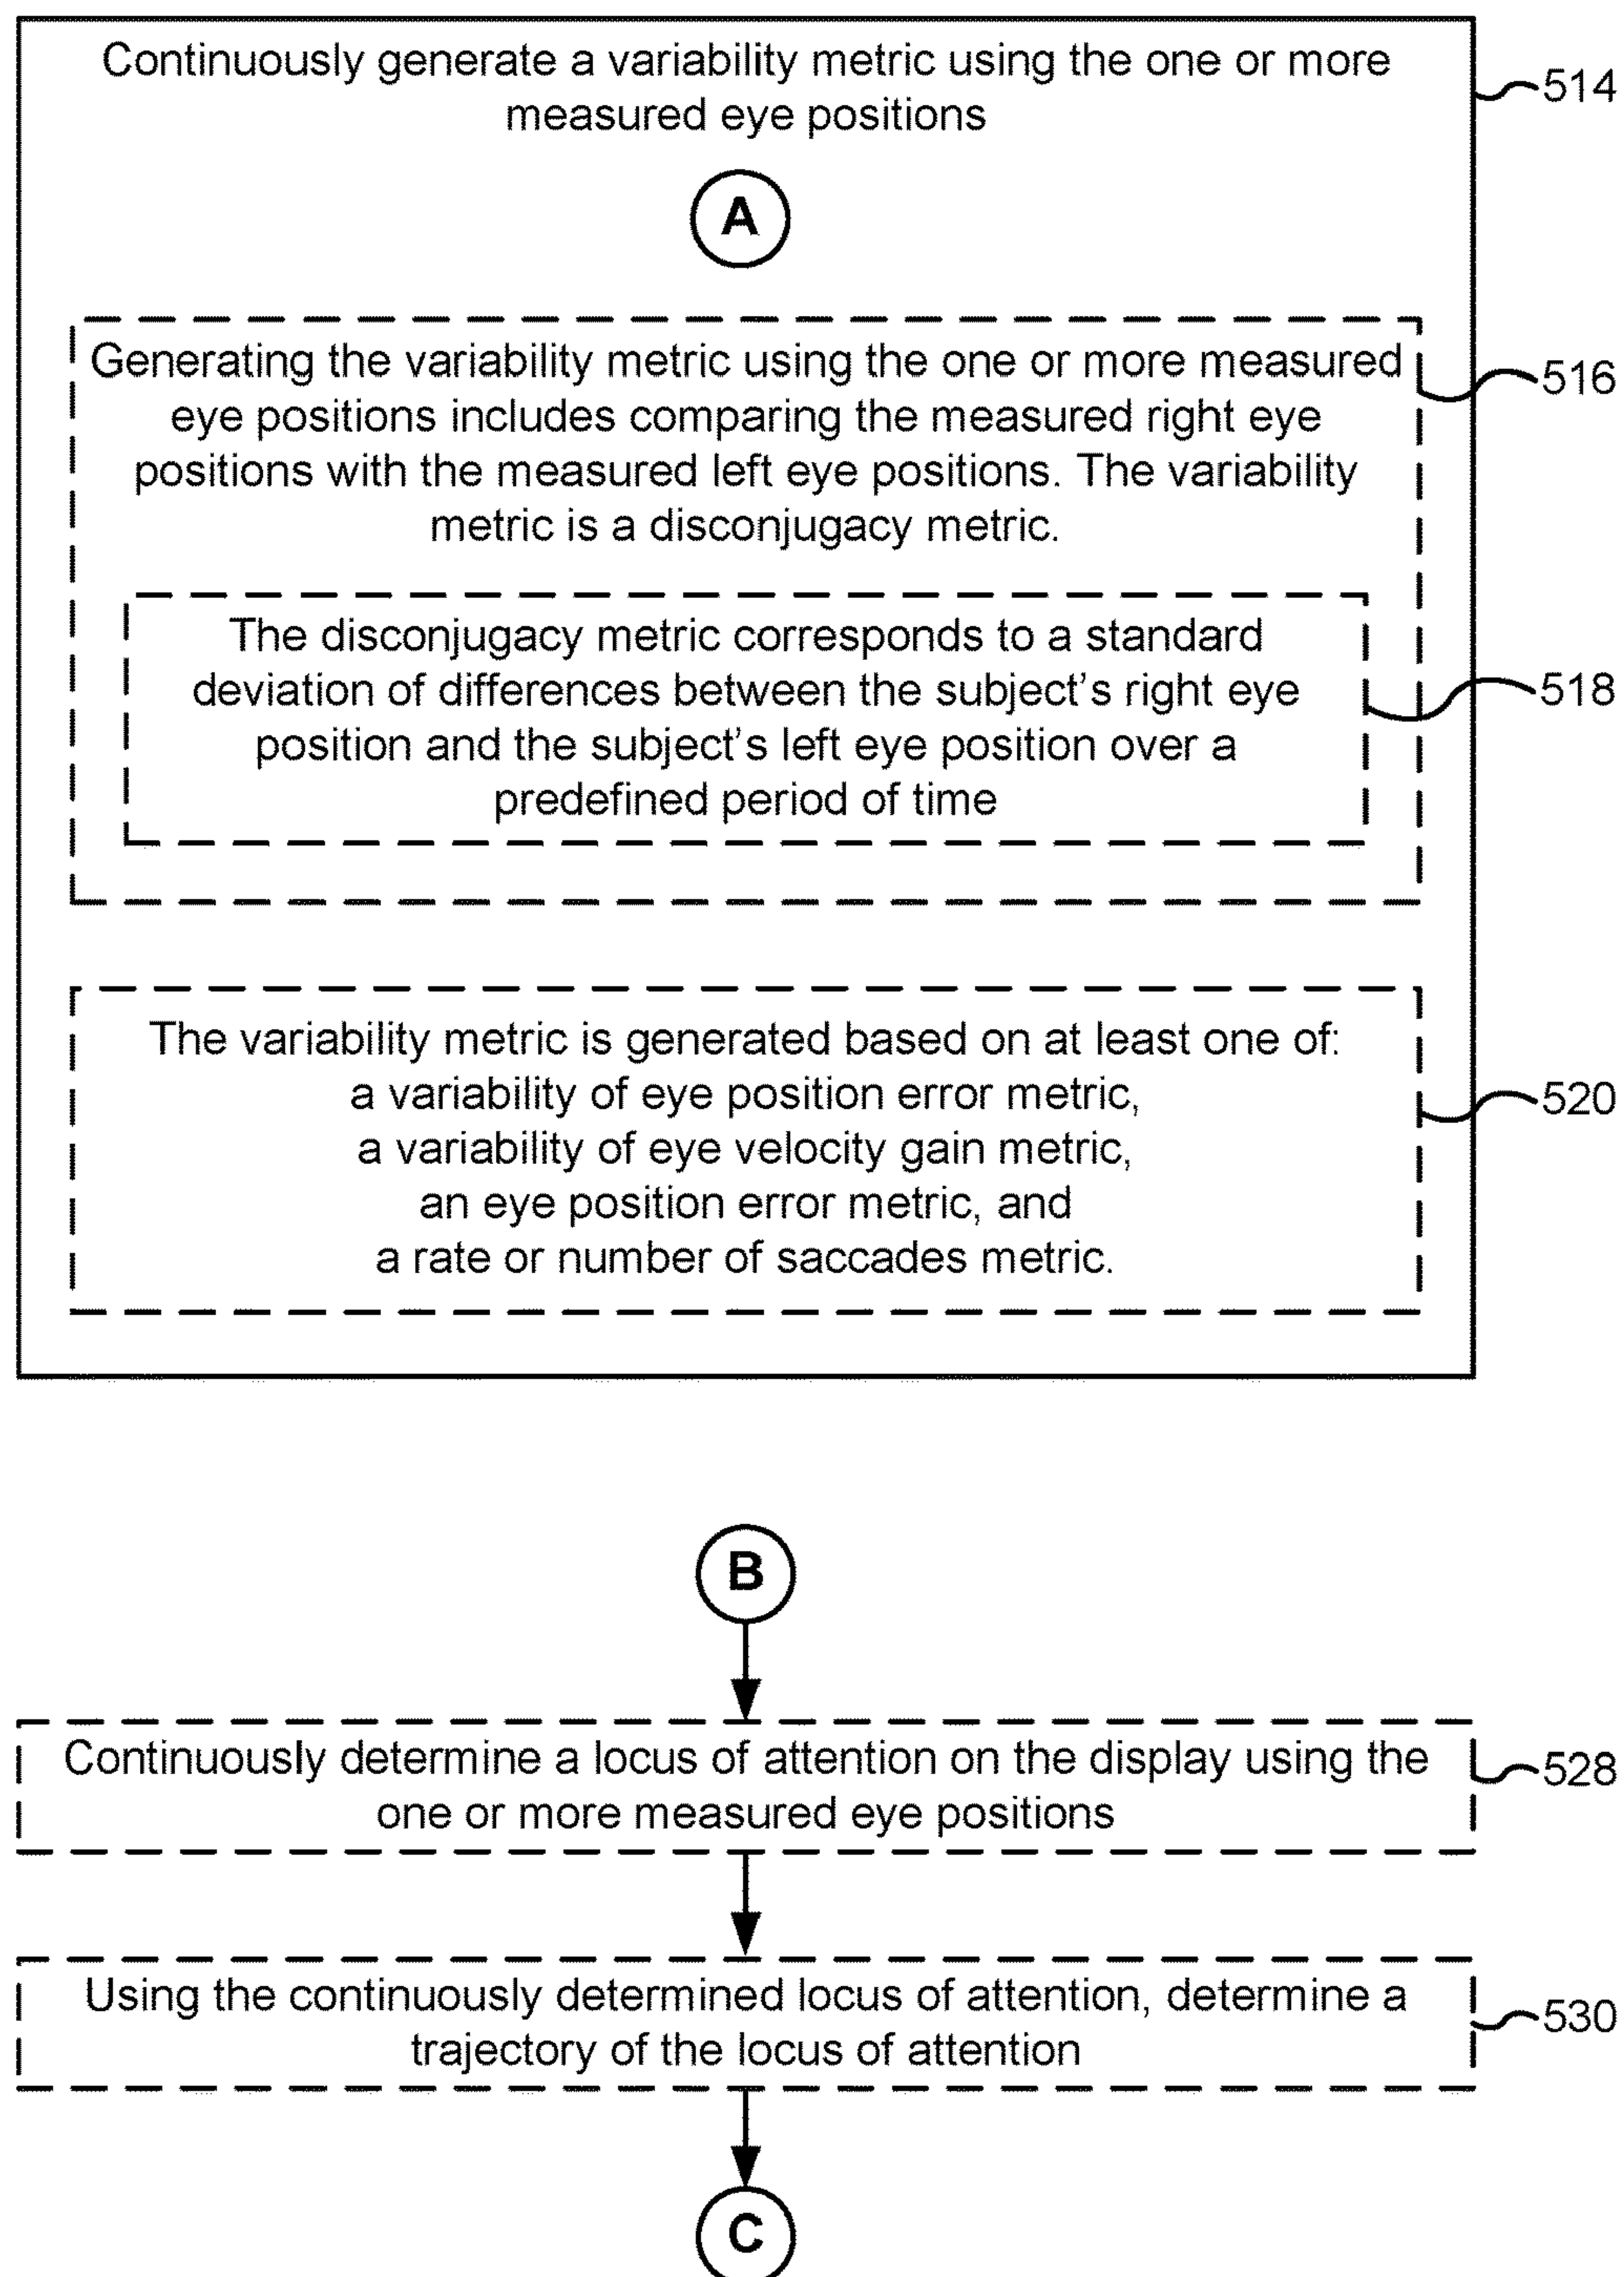 Continuously generate a variability metric using the one or more
measured eye positions
514
A
Generating the variability metric using the one or more measured
eye positions includes comparing the measured right eye
positions with the measured left eye positions. The variability
metric is a disconjugacy metric.
516
The disconjugacy metric corresponds to a standard
deviation of differences between the subject's right eye
position and the subject's left eye position over a
predefined period of time
518
The variability metric is generated based on at least one of:
a variability of eye position error metric,
a variability of eye velocity gain metric,
an eye position error metric, and
a rate or number of saccades metric.
520
B
Continuously determine a locus of attention on the display using the
one or more measured eye positions
528
Using the continuously determined locus of attention, determine a
trajectory of the locus of attention
530
C